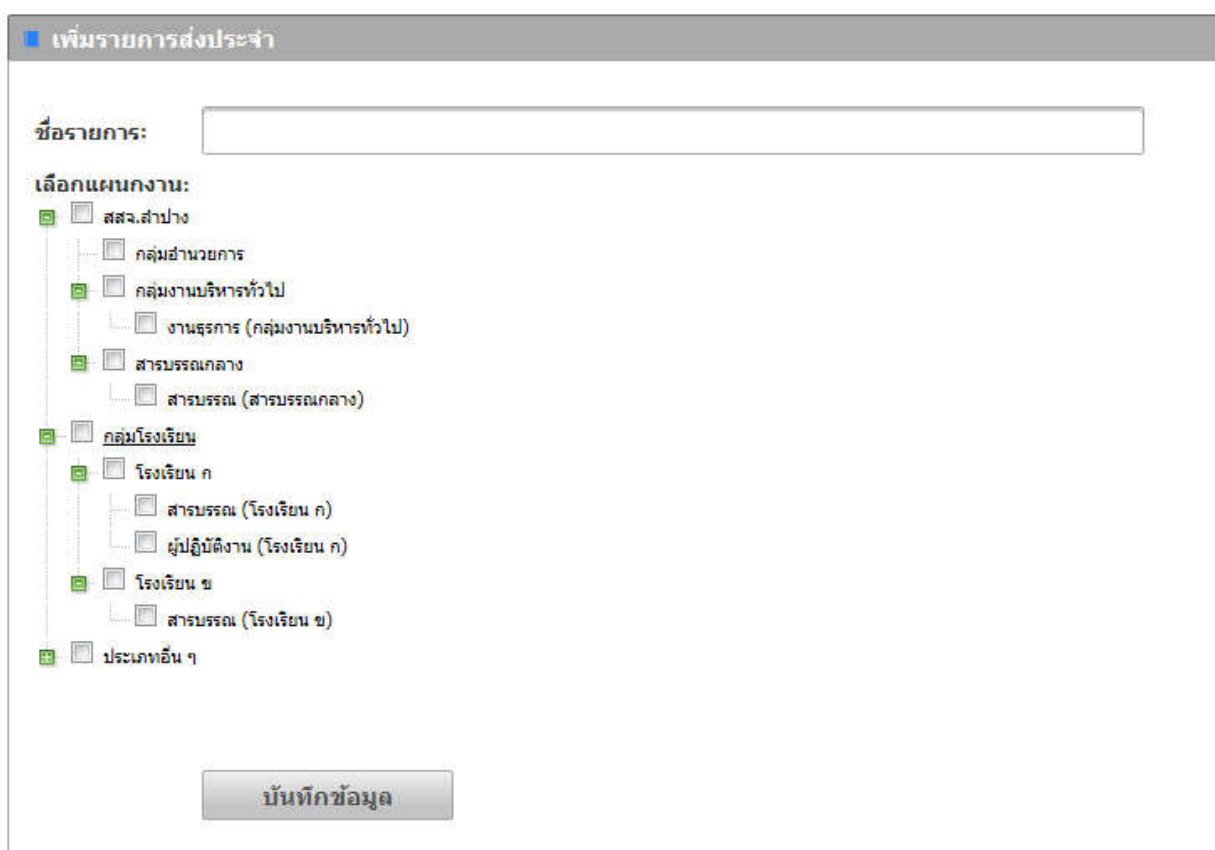 เพิ่มรายการส่งประจำ
ชื่อรายการ:
เลือกแผนกงาน:
สสจ.ลำปาง
กลุ่มอำนวยการ
กลุ่มงานบริหารทั่วไป
งานธุรการ (กลุ่มงานบริหารทั่วไป)
สารบรรณกลาง
สารบรรณ (สารบรรณกลาง)
กลุ่มโรงเรียน
โรงเรียน ก
สารบรรณ (โรงเรียน ก)
ผู้ปฏิบัติงาน (โรงเรียน ก)
โรงเรียน ข
สารบรรณ (โรงเรียน ข)
ประเภทอื่น ๆ
บันทึกข้อมูล